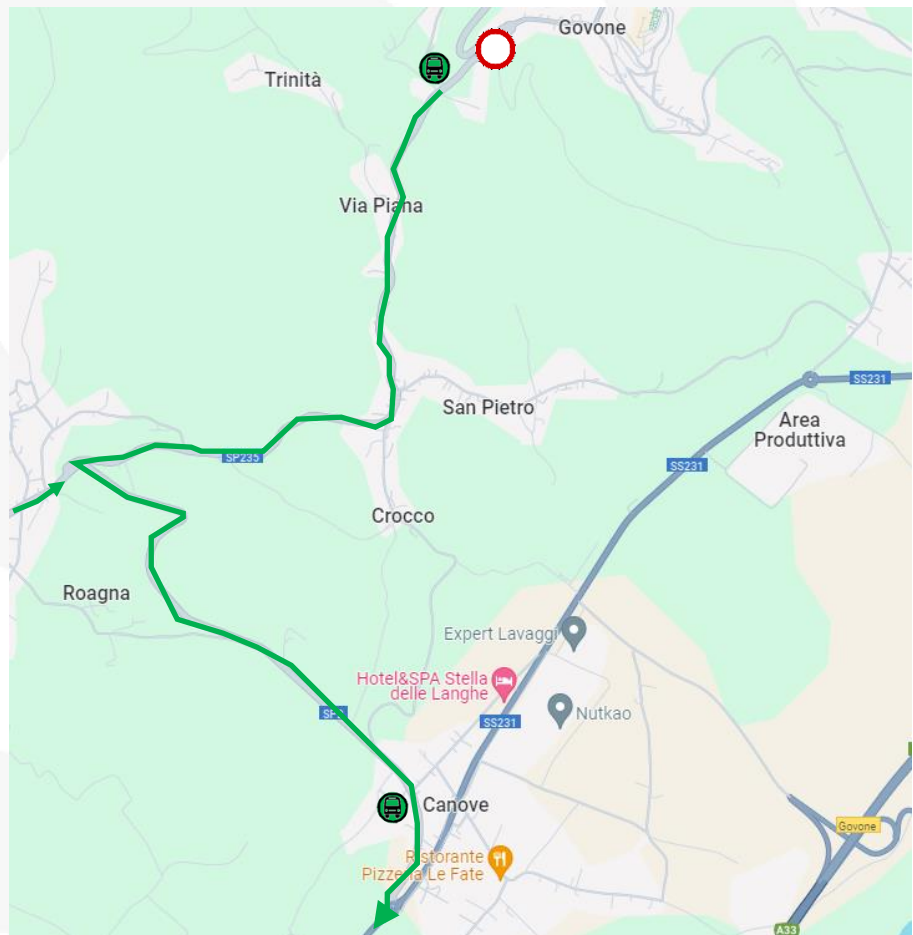 Govone
Trinità
Via Piana
SS231
San Pietro
Area
Produttiva
SP235
SS231
Crocco
Roagna
Expert Lavaggi
Hotel&SPA Stella
delle Langhe
SS231
Nutkao
Canove
Govone
Ristorante
Pizzeria Le Fate
A33